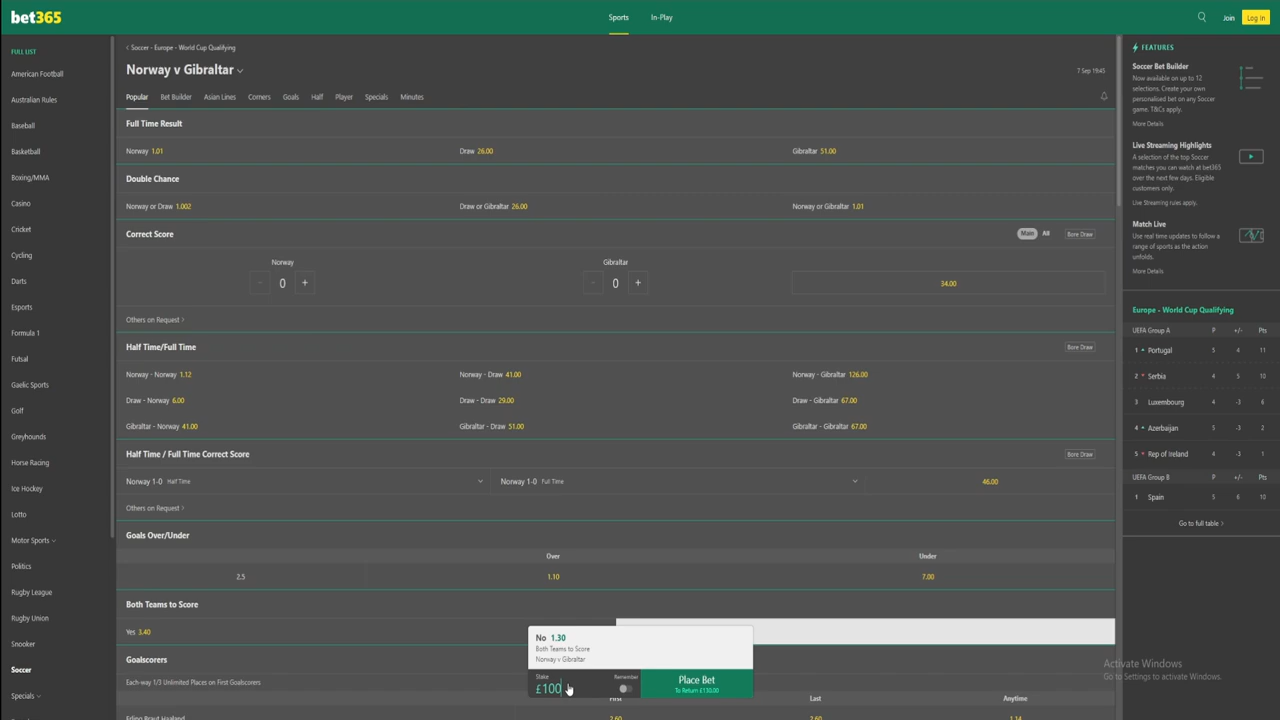 bet365
Sports
In-Play
Join
Log In
FULL LIST
American Football
Australian Rules
Baseball
Basketball
Boxing/MMA
Casino
Cricket
Cycling
Darts
Esports
Formula 1
Futsal
Gaelic Sports
Golf
Greyhounds
Horse Racing
Ice Hockey
Lotto
Motor Sports
Politics
Rugby League
Rugby Union
Snooker
Soccer
Specials
Soccer - Europe - World Cup Qualifying
Norway v Gibraltar
7 Sep 19:45
Popular Bet Builder Asian Lines Corners Goals Half Player Specials Minutes
Full Time Result
Norway 1.01 Draw 26.00 Gibraltar 51.00
Double Chance
Norway or Draw 1.002 Draw or Gibraltar 26.00 Norway or Gibraltar 1.01
Correct Score Main All Bore Draw
Norway Gibraltar
- 0 + - 0 + 34.00
Others on Request >
Half Time/Full Time Bore Draw
Norway - Norway 1.12 Norway - Draw 41.00 Norway - Gibraltar 126.00
Draw - Norway 6.00 Draw - Draw 29.00 Draw - Gibraltar 67.00
Gibraltar - Norway 41.00 Gibraltar - Draw 51.00 Gibraltar - Gibraltar 67.00
Half Time / Full Time Correct Score Bore Draw
Norway 1-0 Half Time Norway 1-0 Full Time 46.00
Others on Request >
Goals Over/Under
Over Under
2.5 1.10 7.00
Both Teams to Score
Yes 3.40
Goalscorers
Each-way 1/3 Unlimited Places on First Goalscorers
First Last Anytime
Erling Braut Haaland 2.60 2.60 1.14
No 1.30
Both Teams to Score
Norway v Gibraltar
Stake
£100
Remember
Place Bet
To Return £130.00
FEATURES
Soccer Bet Builder
Now available on up to 12
selections. Create your own
personalised bet on any Soccer
game. T&Cs apply.
More Details
Live Streaming Highlights
A selection of the top Soccer
matches you can watch at bet365
over the next few days. Eligible
customers only.
Live Streaming rules apply.
Match Live
Use real time updates to follow a
range of sports as the action
unfolds.
More Details
Europe - World Cup Qualifying
UEFA Group A P +/- Pts
1 Portugal 5 4 11
2 Serbia 4 5 10
3 Luxembourg 4 -3 6
4 Azerbaijan 5 -3 2
5 Rep of Ireland 4 -3 1
UEFA Group B P +/- Pts
1 Spain 5 6 10
Go to full table >
Activate Windows
Go to Settings to activate Windows.